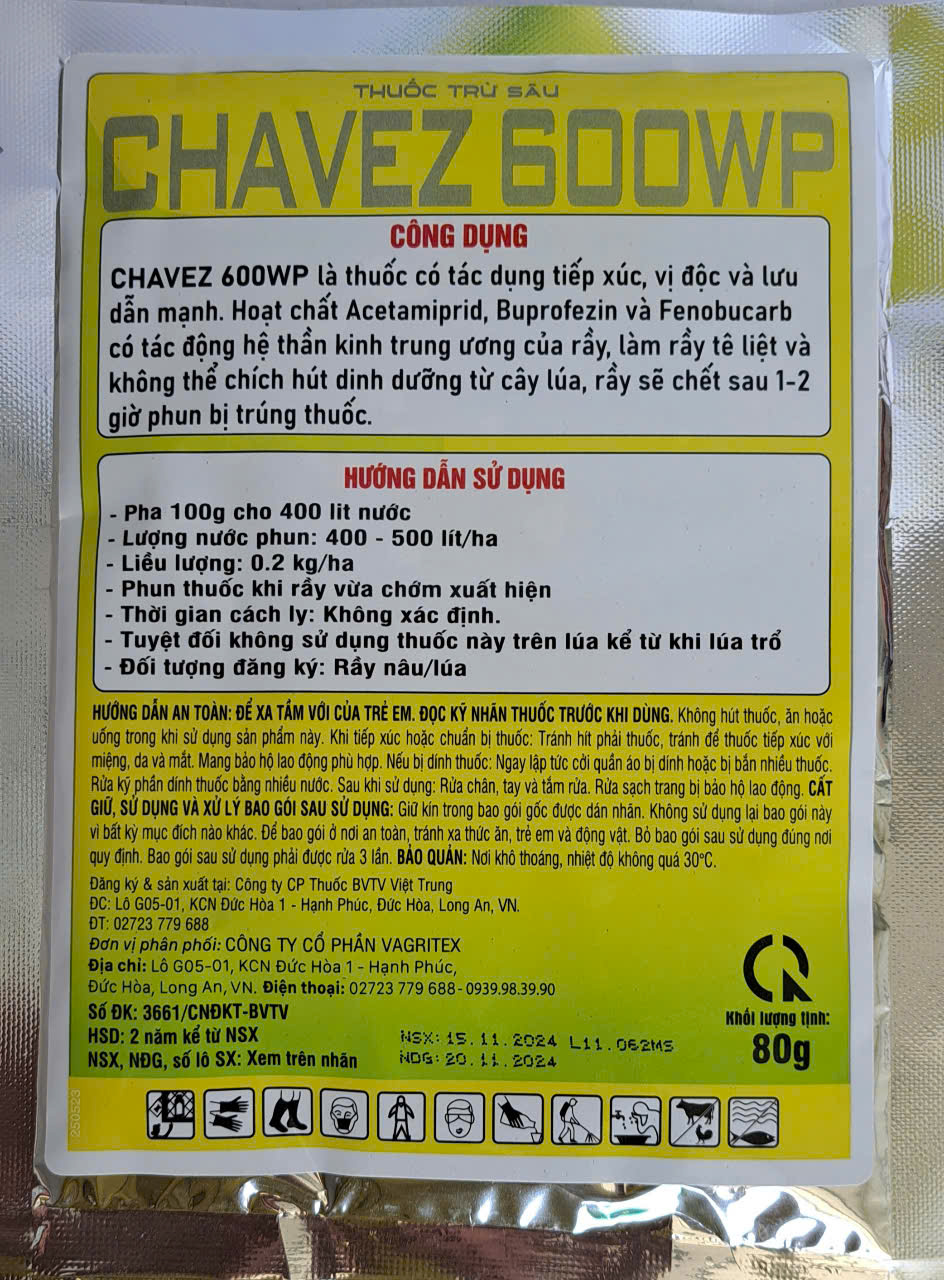 THUỐC TRỪ SÂU
CHAVEZ 600WP
CÔNG DỤNG
CHAVEZ 600WP là thuốc có tác dụng tiếp xúc, vị độc và lưu
dẫn mạnh. Hoạt chất Acetamiprid, Buprofezin và Fenobucarb
có tác động hệ thần kinh trung ương của rầy, làm rầy tê liệt và
không thể chích hút dinh dưỡng từ cây lúa, rầy sẽ chết sau 1-2
giờ phun bị trúng thuốc.
HƯỚNG DẪN SỬ DỤNG
- Pha 100g cho 400 lit nước
- Lượng nước phun: 400 - 500 lít/ha
- Liều lượng: 0.2 kg/ha
- Phun thuốc khi rầy vừa chớm xuất hiện
- Thời gian cách ly: Không xác định.
- Tuyệt đối không sử dụng thuốc này trên lúa kể từ khi lúa trổ
- Đối tượng đăng ký: Rầy nâu/lúa
HƯỚNG DẪN AN TOÀN: ĐỂ XA TẦM VỚI CỦA TRẺ EM. ĐỌC KỸ NHÃN THUỐC TRƯỚC KHI DÙNG. Không hút thuốc, ăn hoặc
uống trong khi sử dụng sản phẩm này. Khi tiếp xúc hoặc chuẩn bị thuốc: Tránh hít phải thuốc, tránh để thuốc tiếp xúc với
miệng, da và mắt. Mang bảo hộ lao động phù hợp. Nếu bị dính thuốc: Ngay lập tức cởi quần áo bị dính hoặc bị bắn nhiều thuốc.
Rửa kỹ phần dính thuốc bằng nhiều nước. Sau khi sử dụng: Rửa chân, tay và tắm rửa. Rửa sạch trang bị bảo hộ lao động. CẤT
GIỮ, SỬ DỤNG VÀ XỬ LÝ BAO GÓI SAU SỬ DỤNG: Giữ kín trong bao gói gốc được dán nhãn. Không sử dụng lại bao gói này
vì bất kỳ mục đích nào khác. Để bao gói ở nơi an toàn, tránh xa thức ăn, trẻ em và động vật. Bỏ bao gói sau sử dụng đúng nơi
quy định. Bao gói sau sử dụng phải được rửa 3 lần. BẢO QUẢN: Nơi khô thoáng, nhiệt độ không quá 30°C.
Đăng ký & sản xuất tại: Công ty CP Thuốc BVTV Việt Trung
ĐC: Lô G05-01, KCN Đức Hòa 1 - Hạnh Phúc, Đức Hòa, Long An, VN.
ĐT: 02723 779 688
Đơn vị phân phối: CÔNG TY CỔ PHẦN VAGRITEX
Địa chỉ: Lô G05-01, KCN Đức Hòa 1 - Hạnh Phúc,
Đức Hòa, Long An, VN. Điện thoại: 02723 779 688 - 0939.98.39.90
Số ĐK: 3661/CNĐKT-BVTV
HSD: 2 năm kể từ NSX
NSX, NĐG, số lô SX: Xem trên nhãn
NSX: 15.11.2024 L11.062MS
NDG: 20.11.2024
Khối lượng tịnh:
80g
250523